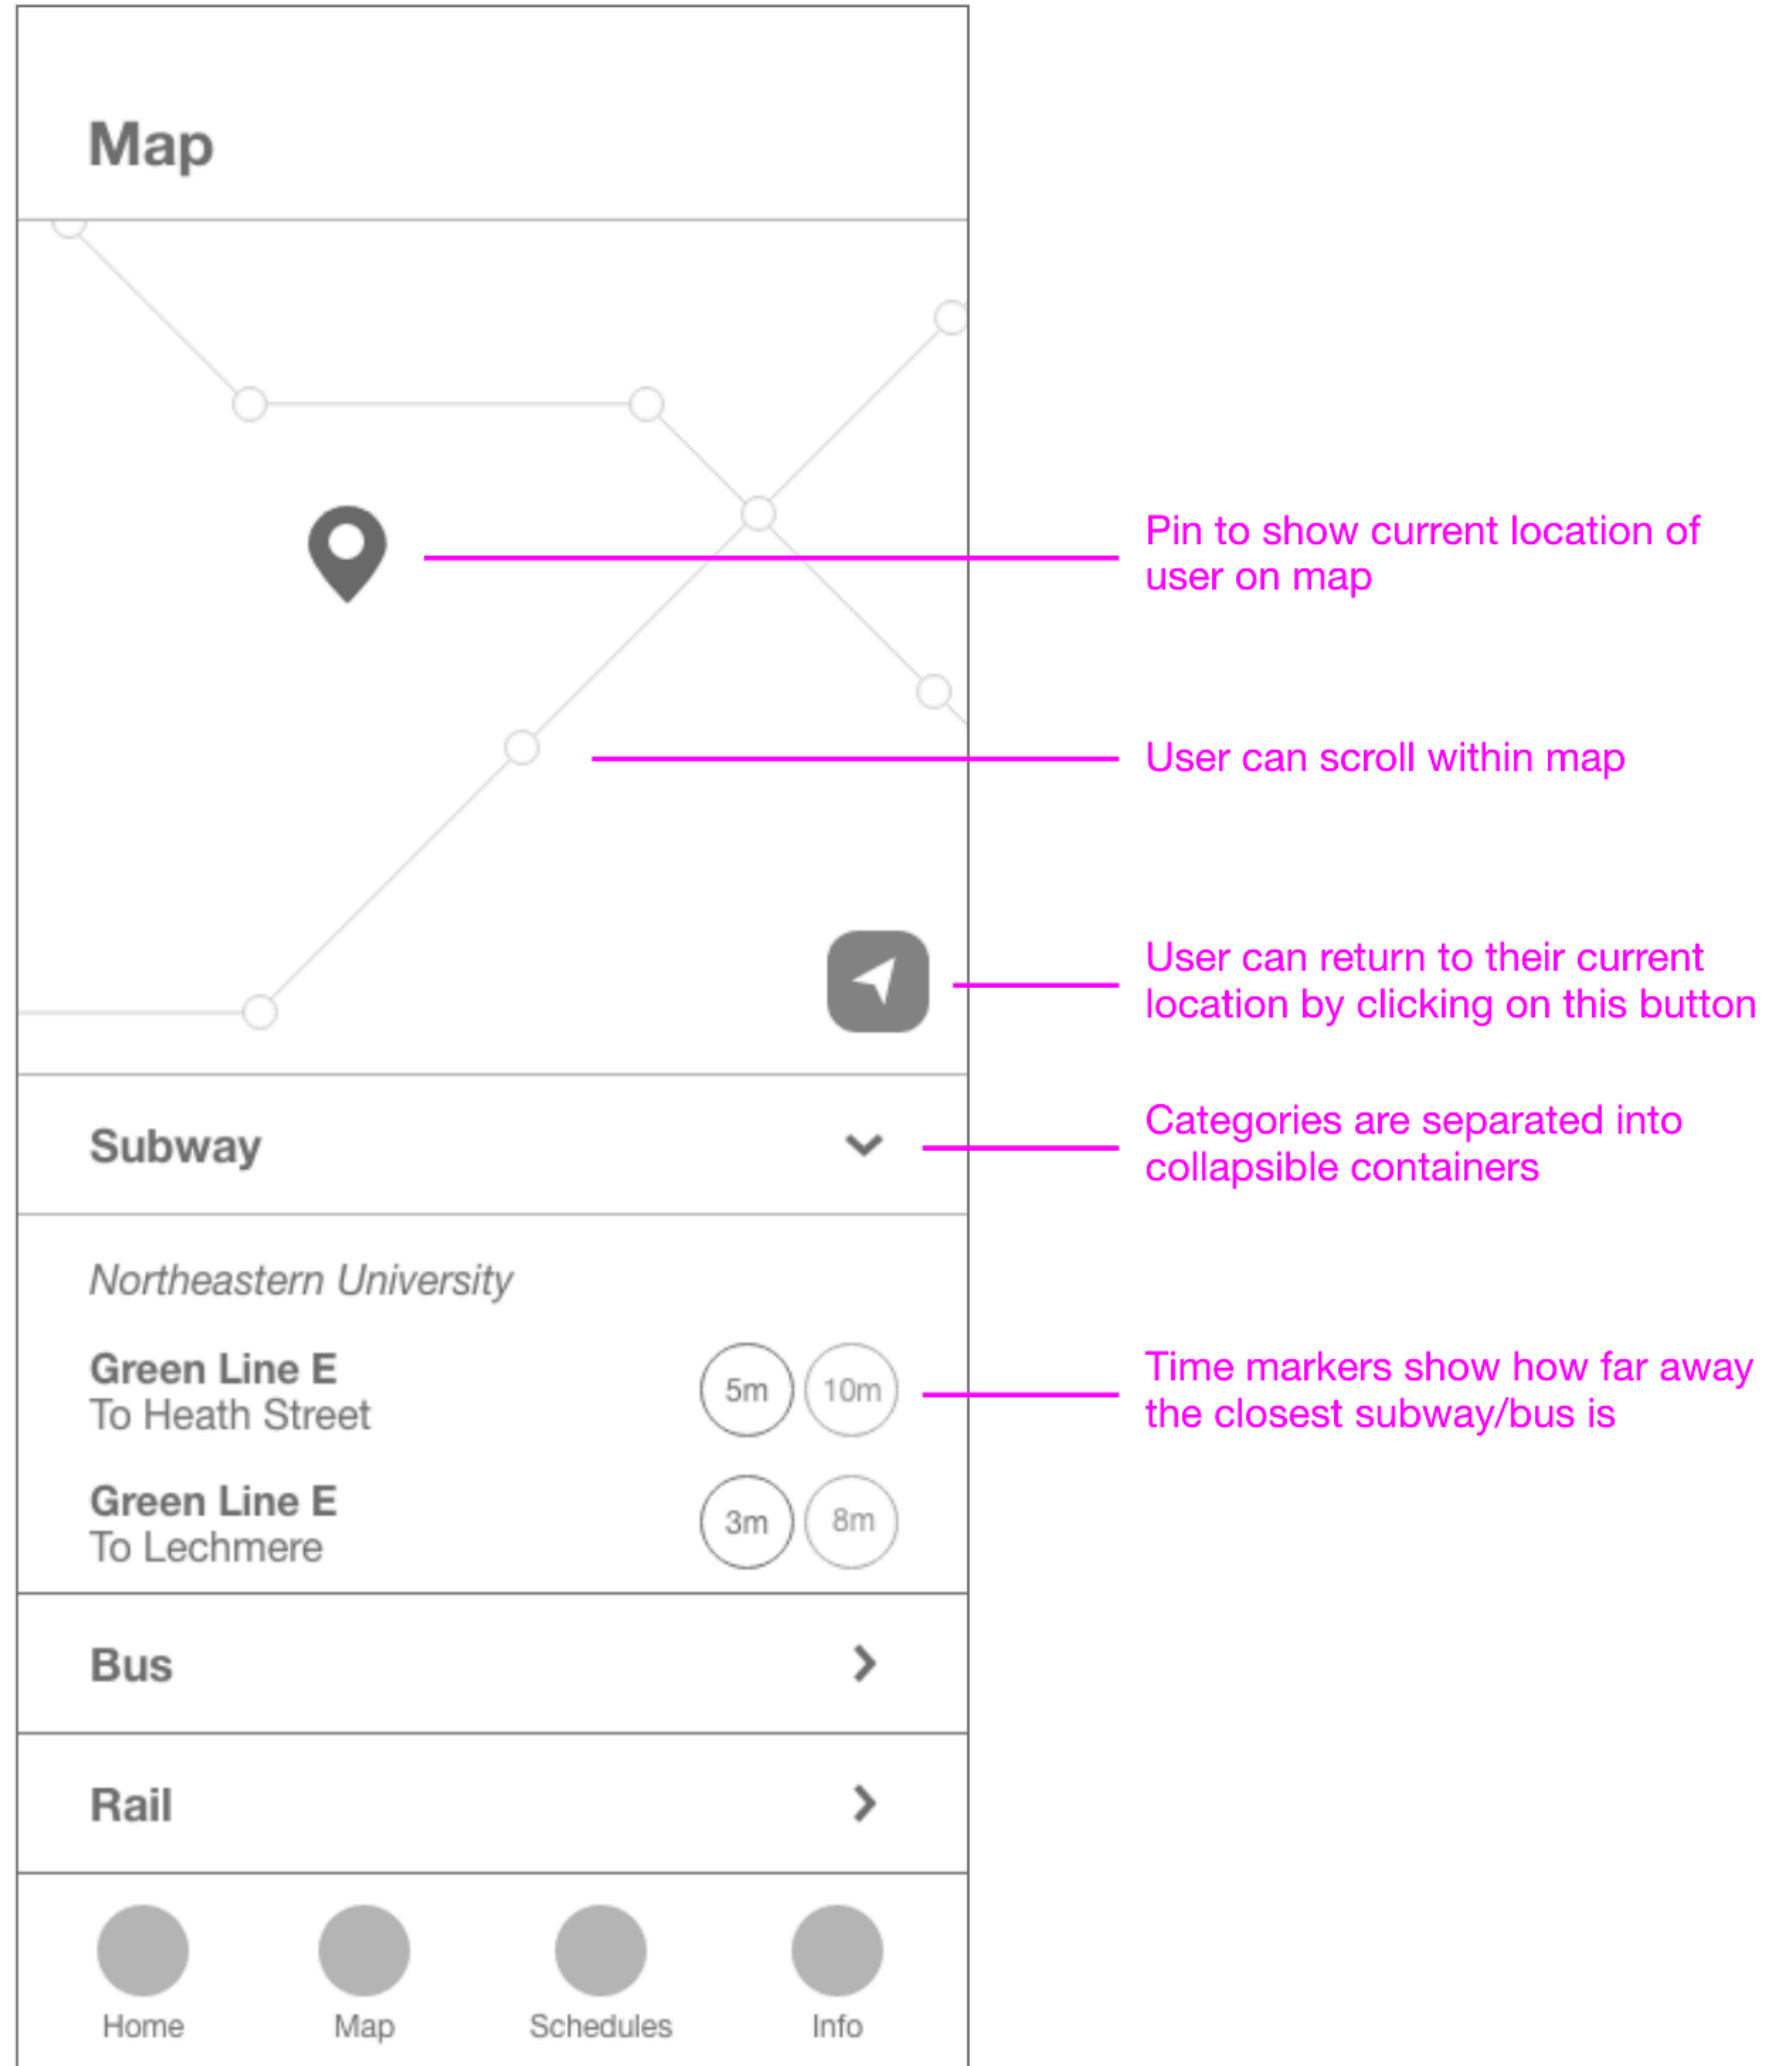 Map
Pin to show current location of
user on map
User can scroll within map
User can return to their current
location by clicking on this button
Subway
Categories are separated into
collapsible containers
Northeastern University
Green Line E
To Heath Street
5m
10m
Time markers show how far away
the closest subway/bus is
Green Line E
To Lechmere
3m
8m
Bus
Rail
Home
Map
Schedules
Info